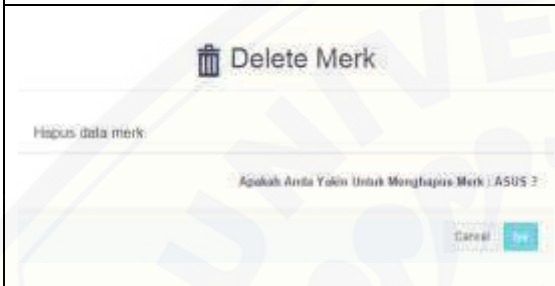 Delete Merk
Hapus data merk
Apakah Anda Yakin Untuk Menghapus Merk : ASUS ?
Cancel